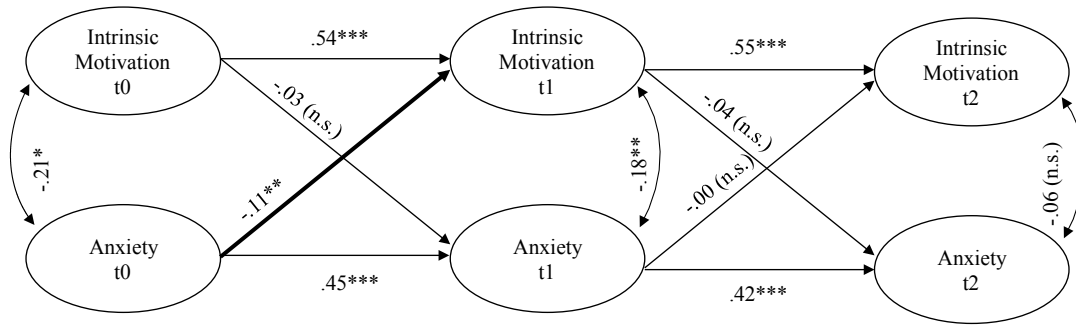 Intrinsic
Motivation
t0
.54***
Intrinsic
Motivation
t1
.55***
Intrinsic
Motivation
t2
-.03 (n.s.)
-.04 (n.s.)
-.21*
-.11**
-.18**
-.00 (n.s.)
-.06 (n.s.)
Anxiety
t0
.45***
Anxiety
t1
.42***
Anxiety
t2